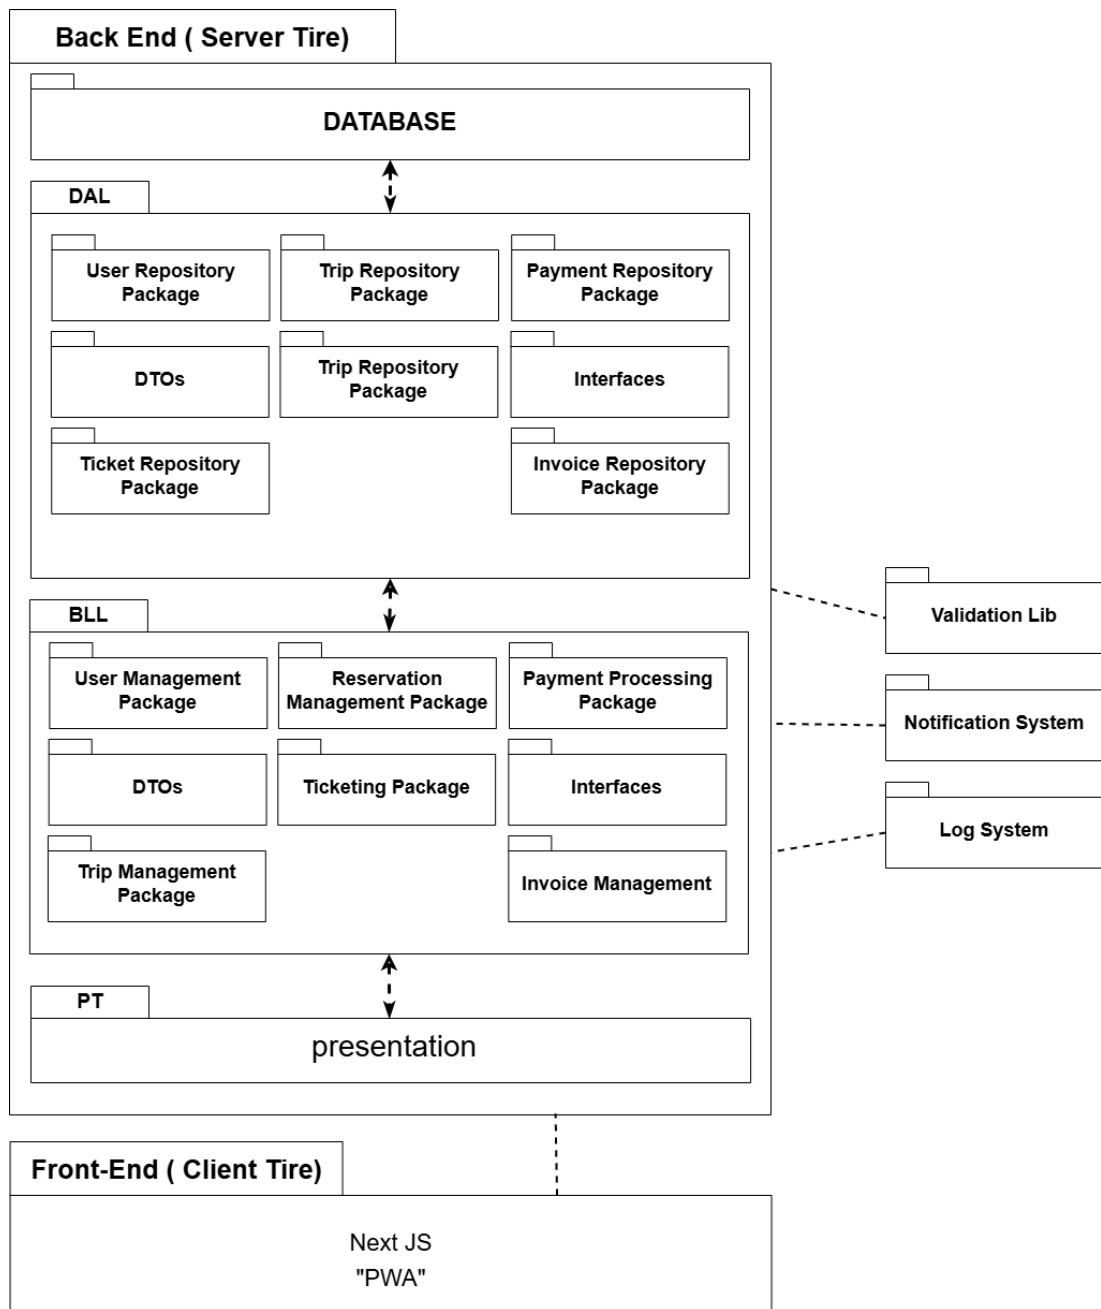 Back End ( Server Tire)
DATABASE
DAL
User Repository
Package
Trip Repository
Package
Payment Repository
Package
DTOs
Trip Repository
Package
Interfaces
Ticket Repository
Package
Invoice Repository
Package
BLL
User Management
Package
Reservation
Management Package
Payment Processing
Package
DTOs
Ticketing Package
Interfaces
Trip Management
Package
Invoice Management
PT
presentation
Validation Lib
Notification System
Log System
Front-End ( Client Tire)
Next JS
"PWA"